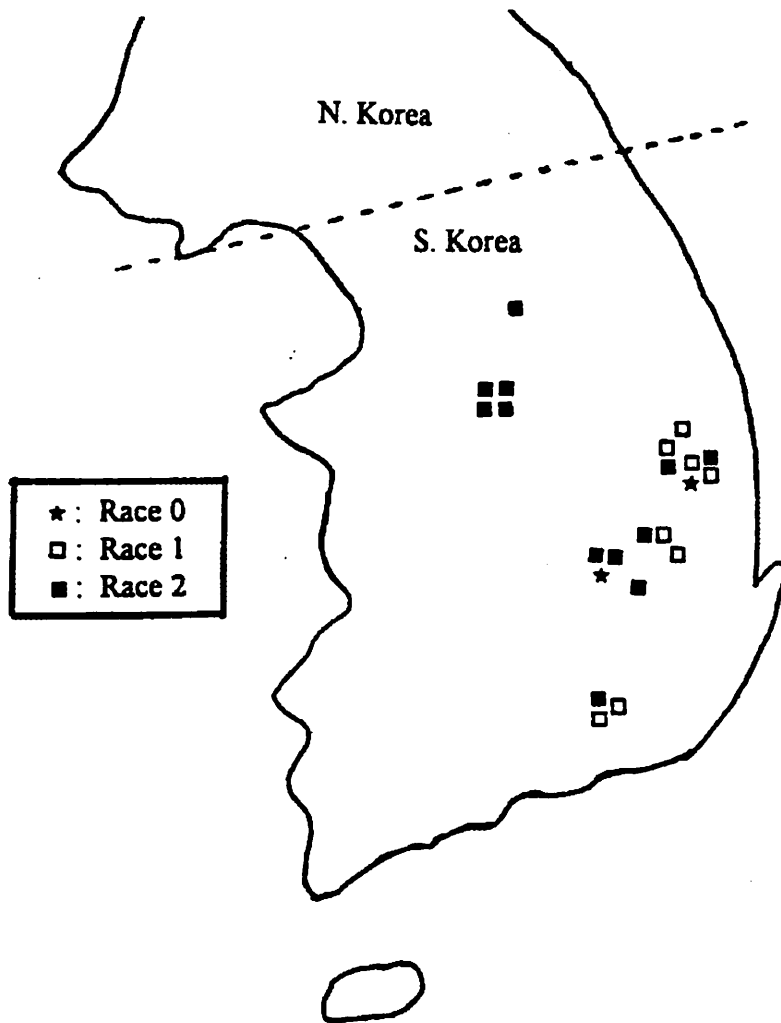 N. Korea
S. Korea
★ : Race 0
□ : Race 1
■ : Race 2